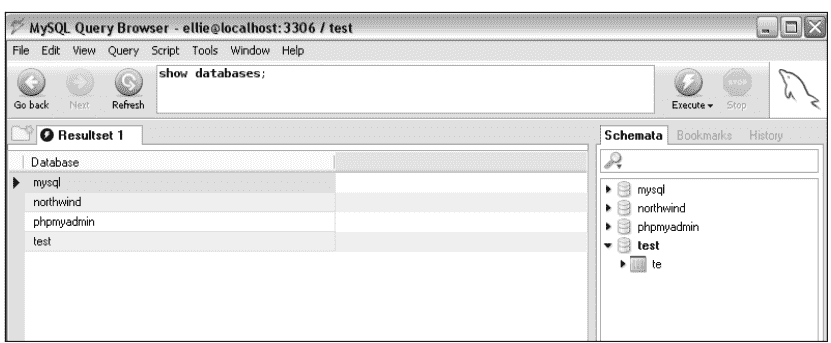 MySQL Query Browser - ellie@localhost:3306 / test
File Edit View Query Script Tools Window Help
show databases;
Go back Next Refresh Execute Stop
Resultset 1
Database
mysql
northwind
phpmyadmin
test
Schemata Bookmarks History
mysql
northwind
phpmyadmin
test
te